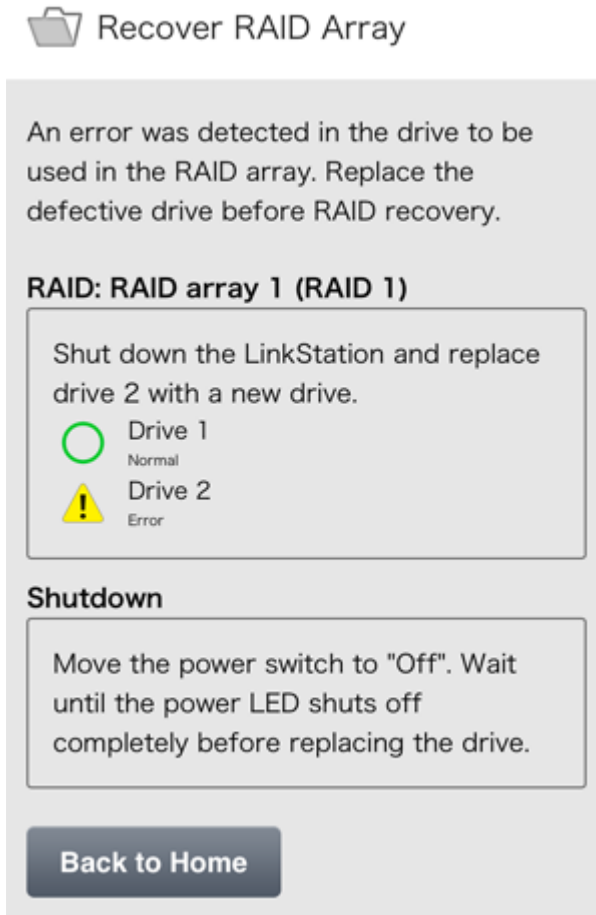 Recover RAID Array
An error was detected in the drive to be
used in the RAID array. Replace the
defective drive before RAID recovery.
RAID: RAID array 1 (RAID 1)
Shut down the LinkStation and replace
drive 2 with a new drive.
Drive 1
Normal
Drive 2
Error
Shutdown
Move the power switch to "Off". Wait
until the power LED shuts off
completely before replacing the drive.
Back to Home